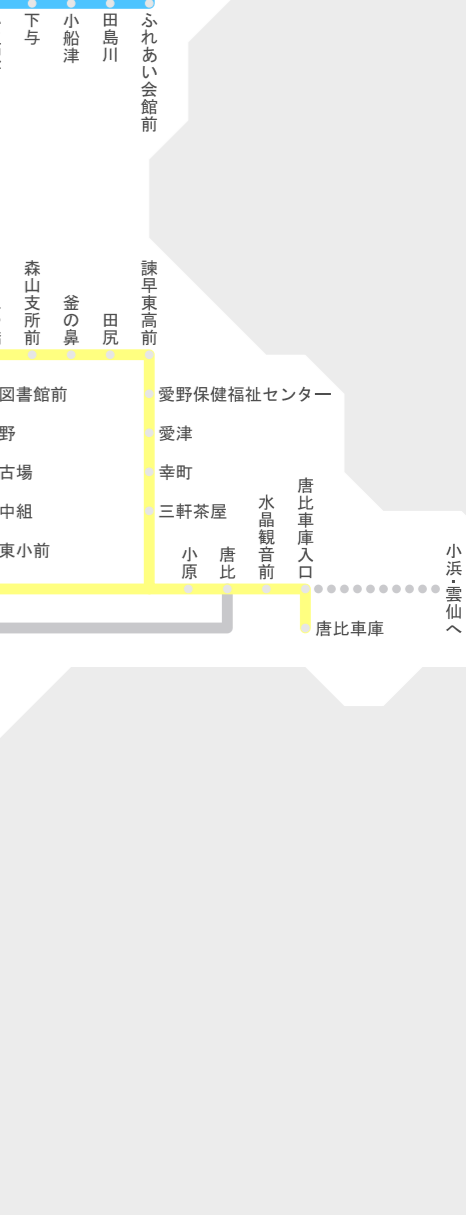 下与
小船津
田島川
ふれあい会館前
森山支所前
釜の鼻
田尻
諫早東高前
図書館前
愛野保健福祉センター
野
愛津
古場
幸町
中組
三軒茶屋
東小前
小原
唐比
水晶観音前
唐比車庫入口
小浜・雲仙へ
唐比車庫